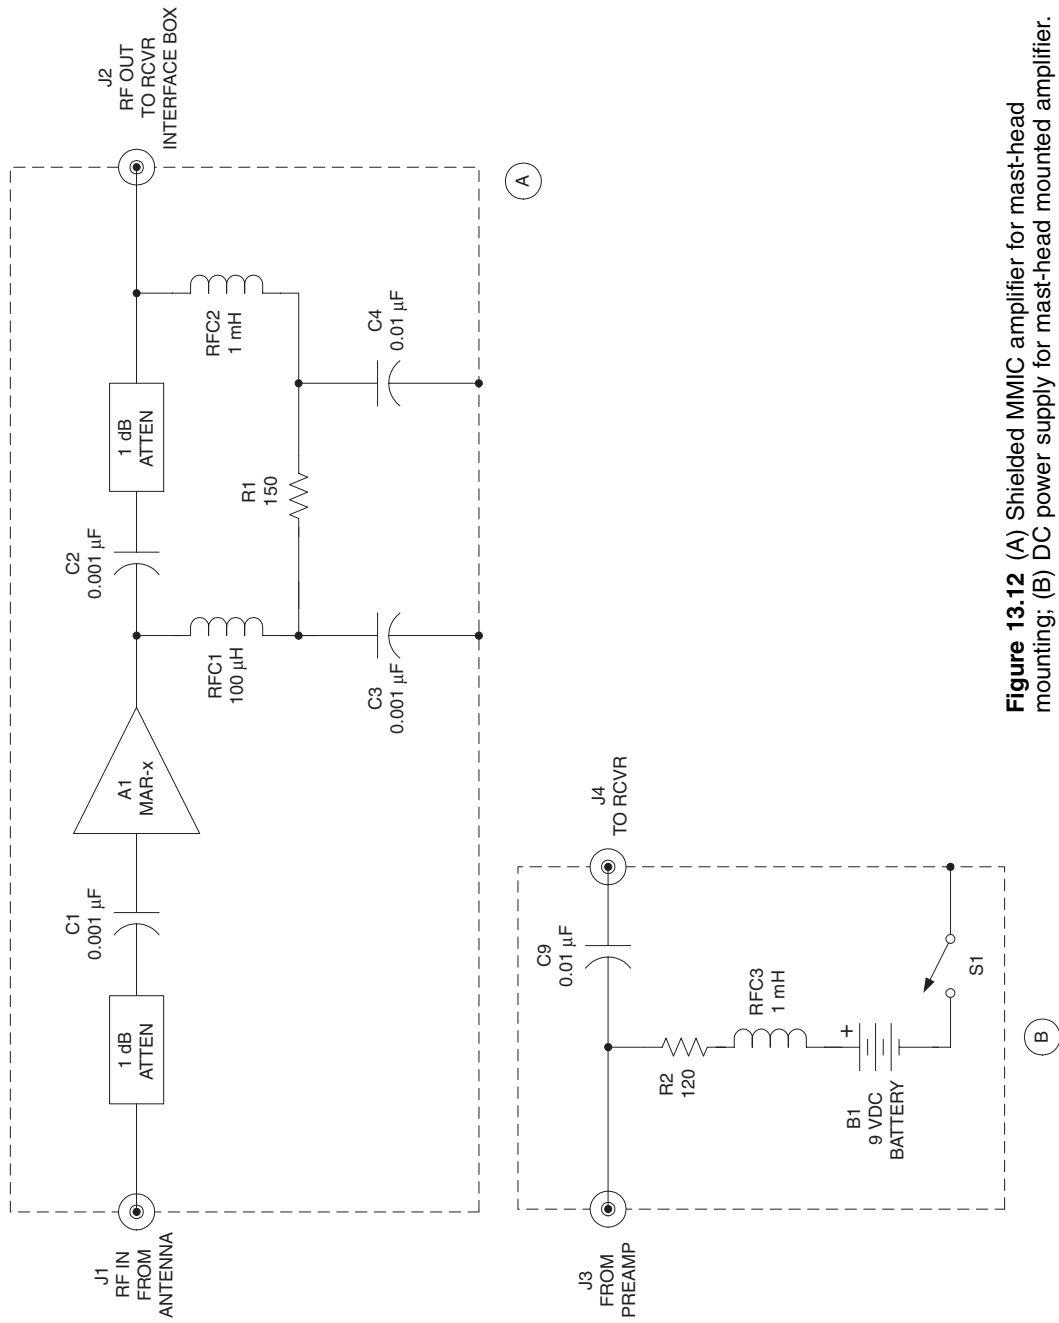 J1
RF IN
FROM
ANTENNA
1 dB
ATTEN
C1
0.001 µF
A1
MAR-x
C2
0.001 µF
1 dB
ATTEN
J2
RF OUT
TO RCVR
INTERFACE BOX
RFC1
100 µH
RFC2
1 mH
R1
150
C3
0.001 µF
C4
0.01 µF
A
J3
FROM
PREAMP
C9
0.01 µF
J4
TO RCVR
R2
120
RFC3
1 mH
+
B1
9 VDC
BATTERY
S1
B
Figure 13.12 (A) Shielded MMIC amplifier for mast-head
mounting; (B) DC power supply for mast-head mounted amplifier.